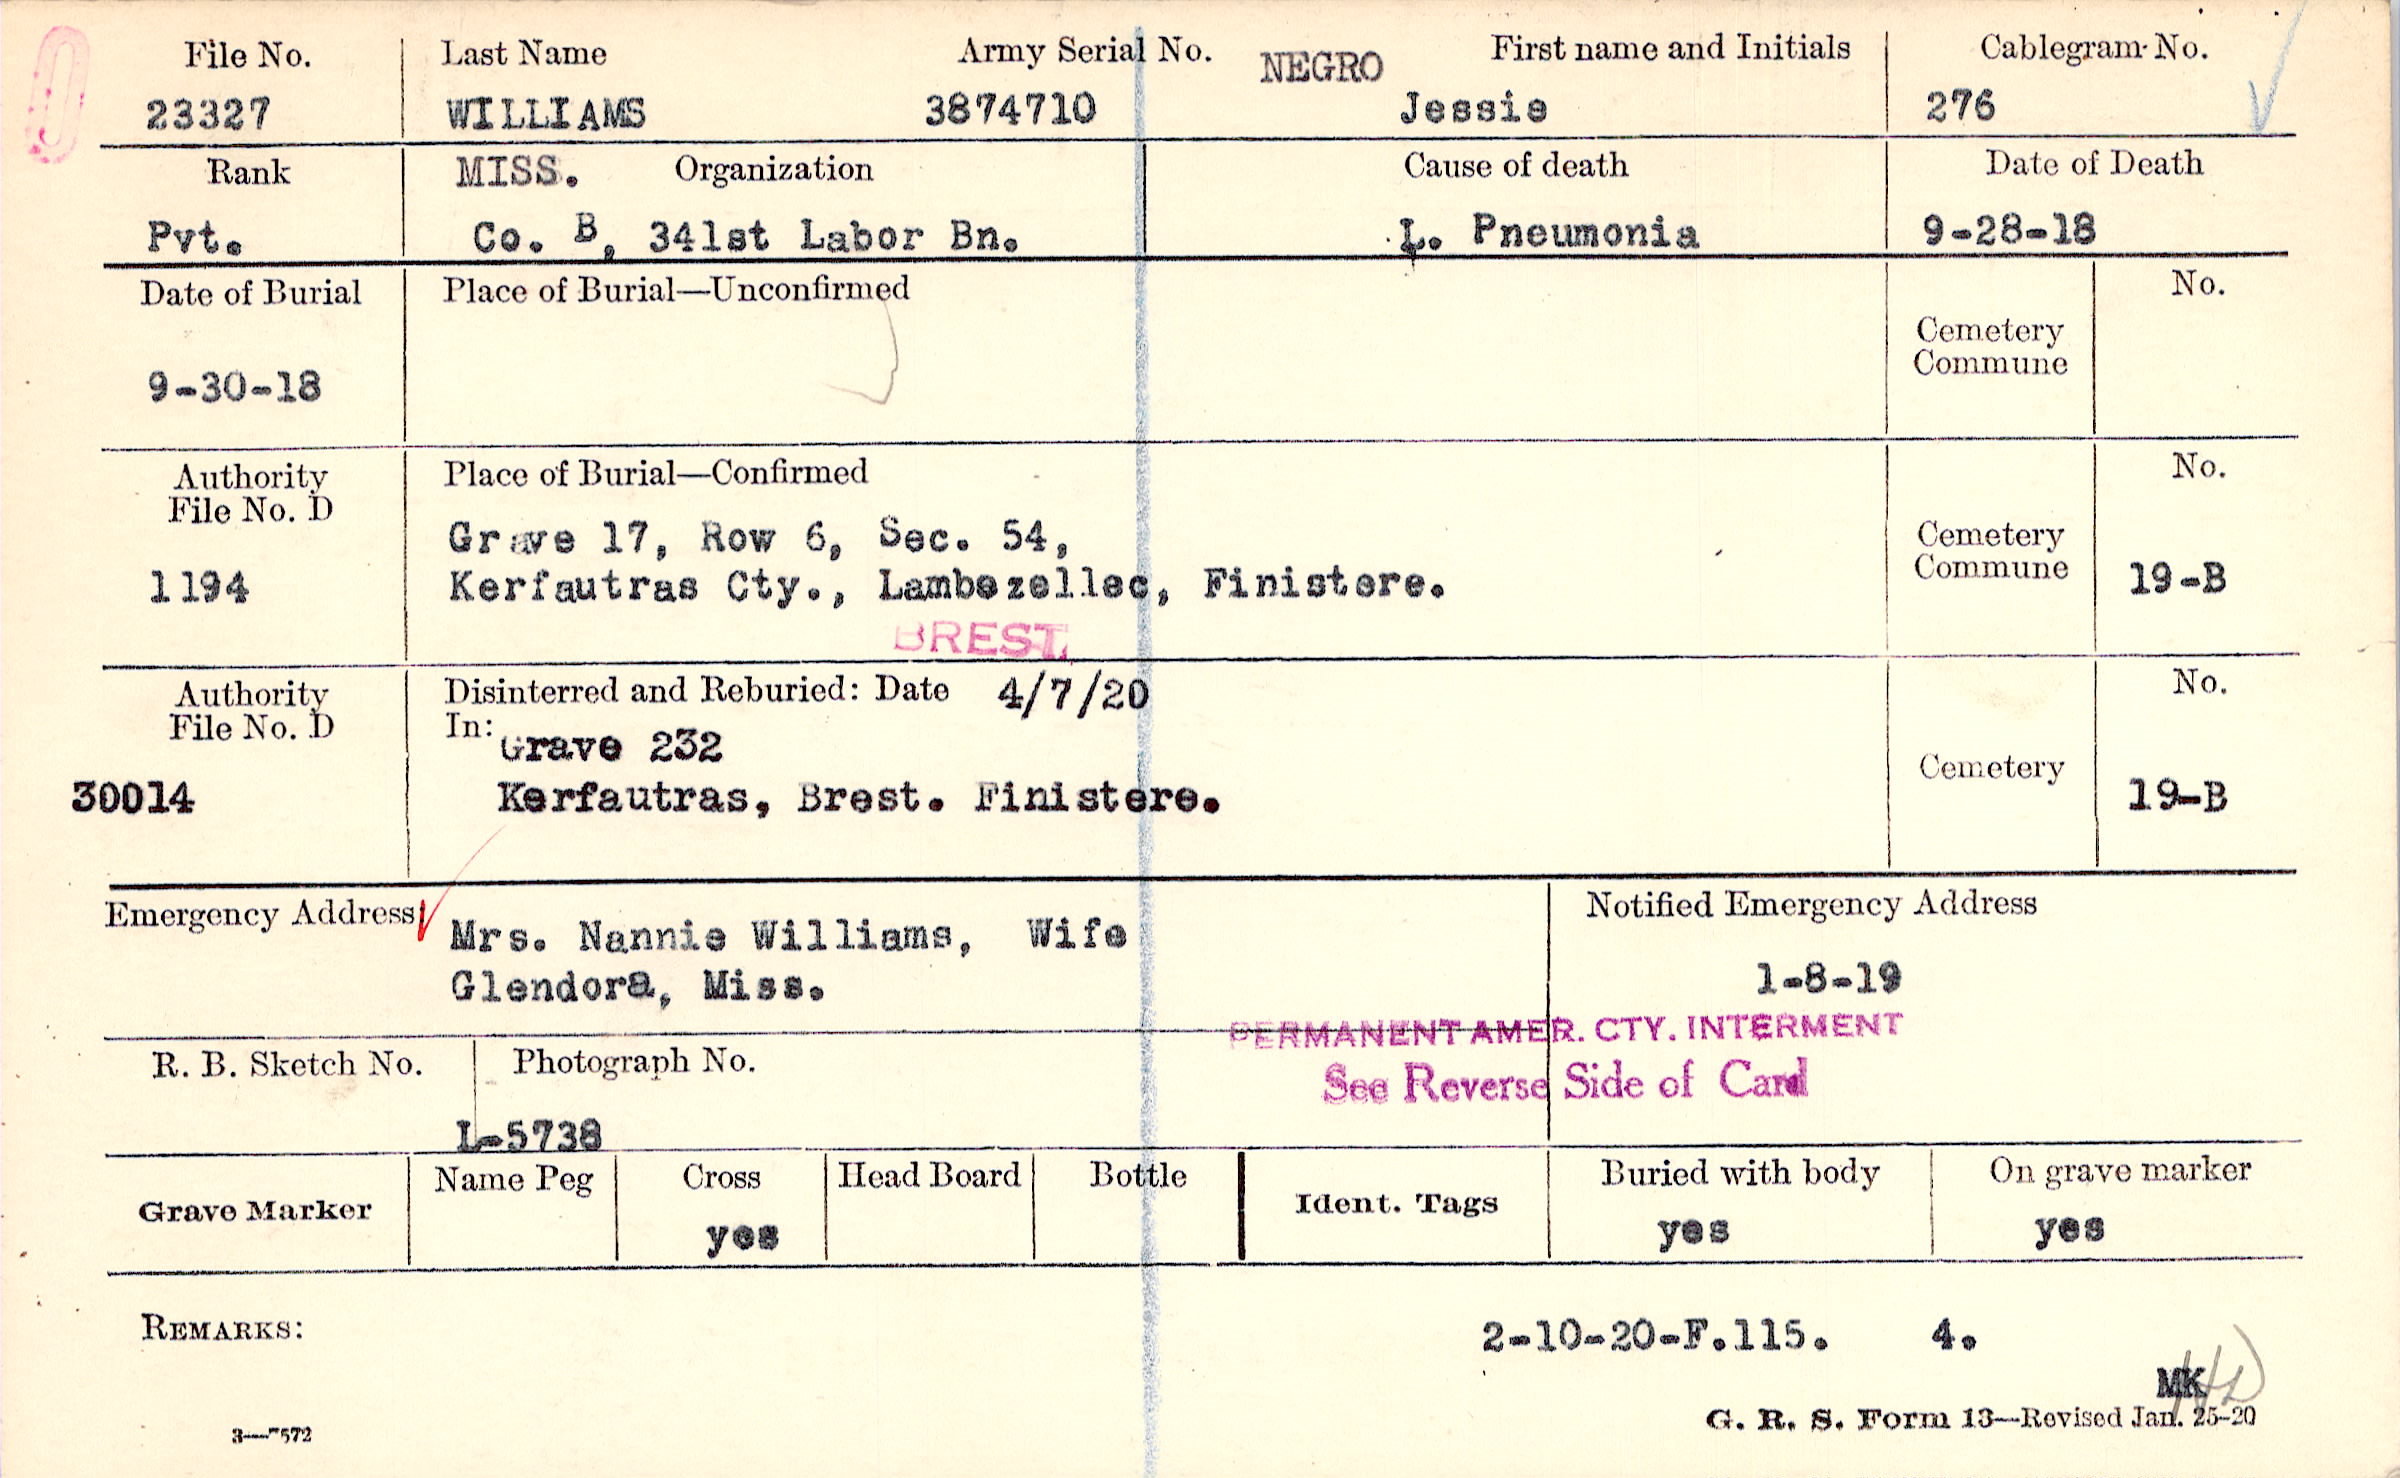 File No. Last Name Army Serial No. NEGRO First name and Initials Cablegram No.
23327 WILLIAMS 3874710 Jessie 276
Rank MISS. Organization Cause of death Date of Death
Pvt. Co. B, 341st Labor Bn. L. Pneumonia 9-28-18
Date of Burial Place of Burial—Unconfirmed No.
Cemetery
Commune
9-30-18
Authority Place of Burial—Confirmed No.
File No. D
Grave 17, Row 6, Sec. 54, Cemetery
1194 Kerfautras Cty., Lambezellec, Finistere. Commune 19-B
BREST.
Authority Disinterred and Reburied: Date 4/7/20 No.
File No. D In: Grave 232
Cemetery
30014 Kerfautras, Brest. Finistere. 19-B
Emergency Address Mrs. Nannie Williams, Wife Notified Emergency Address
Glendora, Miss. 1-8-19
PERMANENT AMER. CTY. INTERMENT
R. B. Sketch No. Photograph No. See Reverse Side of Card
L-5738
Name Peg Cross Head Board Bottle Buried with body On grave marker
Grave Marker Ident. Tags
yes yes yes
REMARKS: 2-10-20-F.115. 4.
MK
3—7572 G. R. S. Form 13—Revised Jan. 25-20